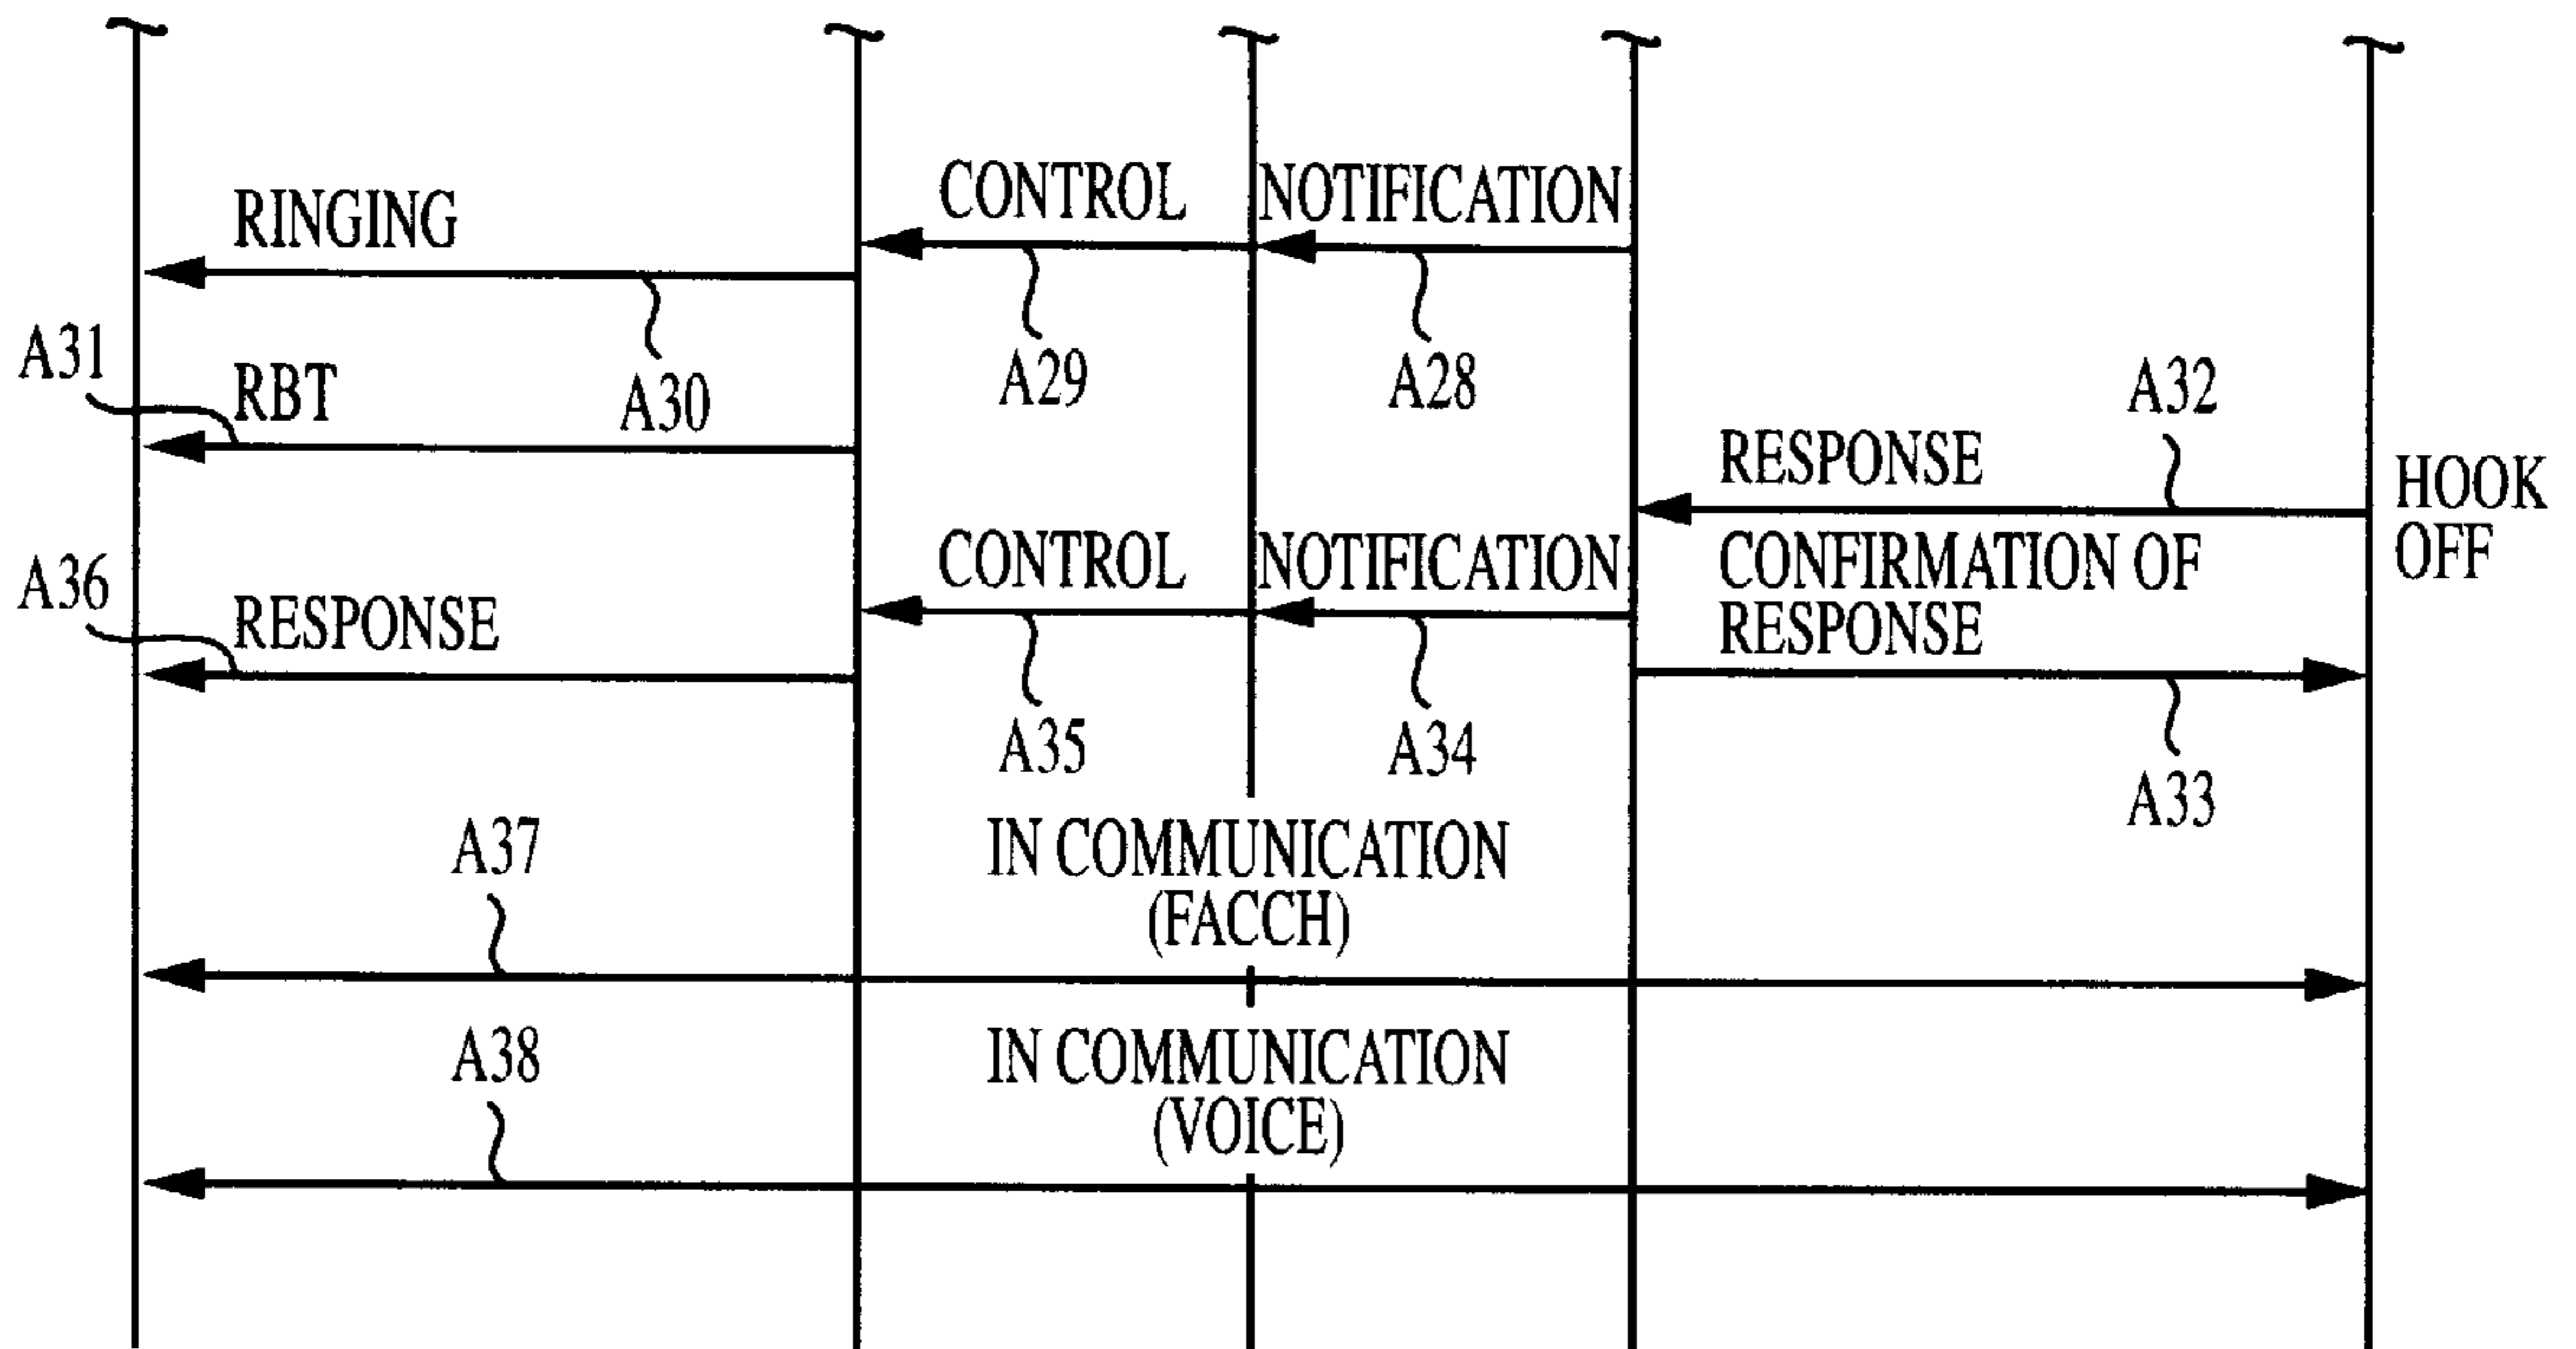 CONTROL
NOTIFICATION
RINGING
A31
RBT
A30
A29
A28
A32
RESPONSE
HOOK
OFF
CONTROL
NOTIFICATION
CONFIRMATION OF
RESPONSE
A36
RESPONSE
A35
A34
A33
A37
IN COMMUNICATION
(FACCH)
A38
IN COMMUNICATION
(VOICE)